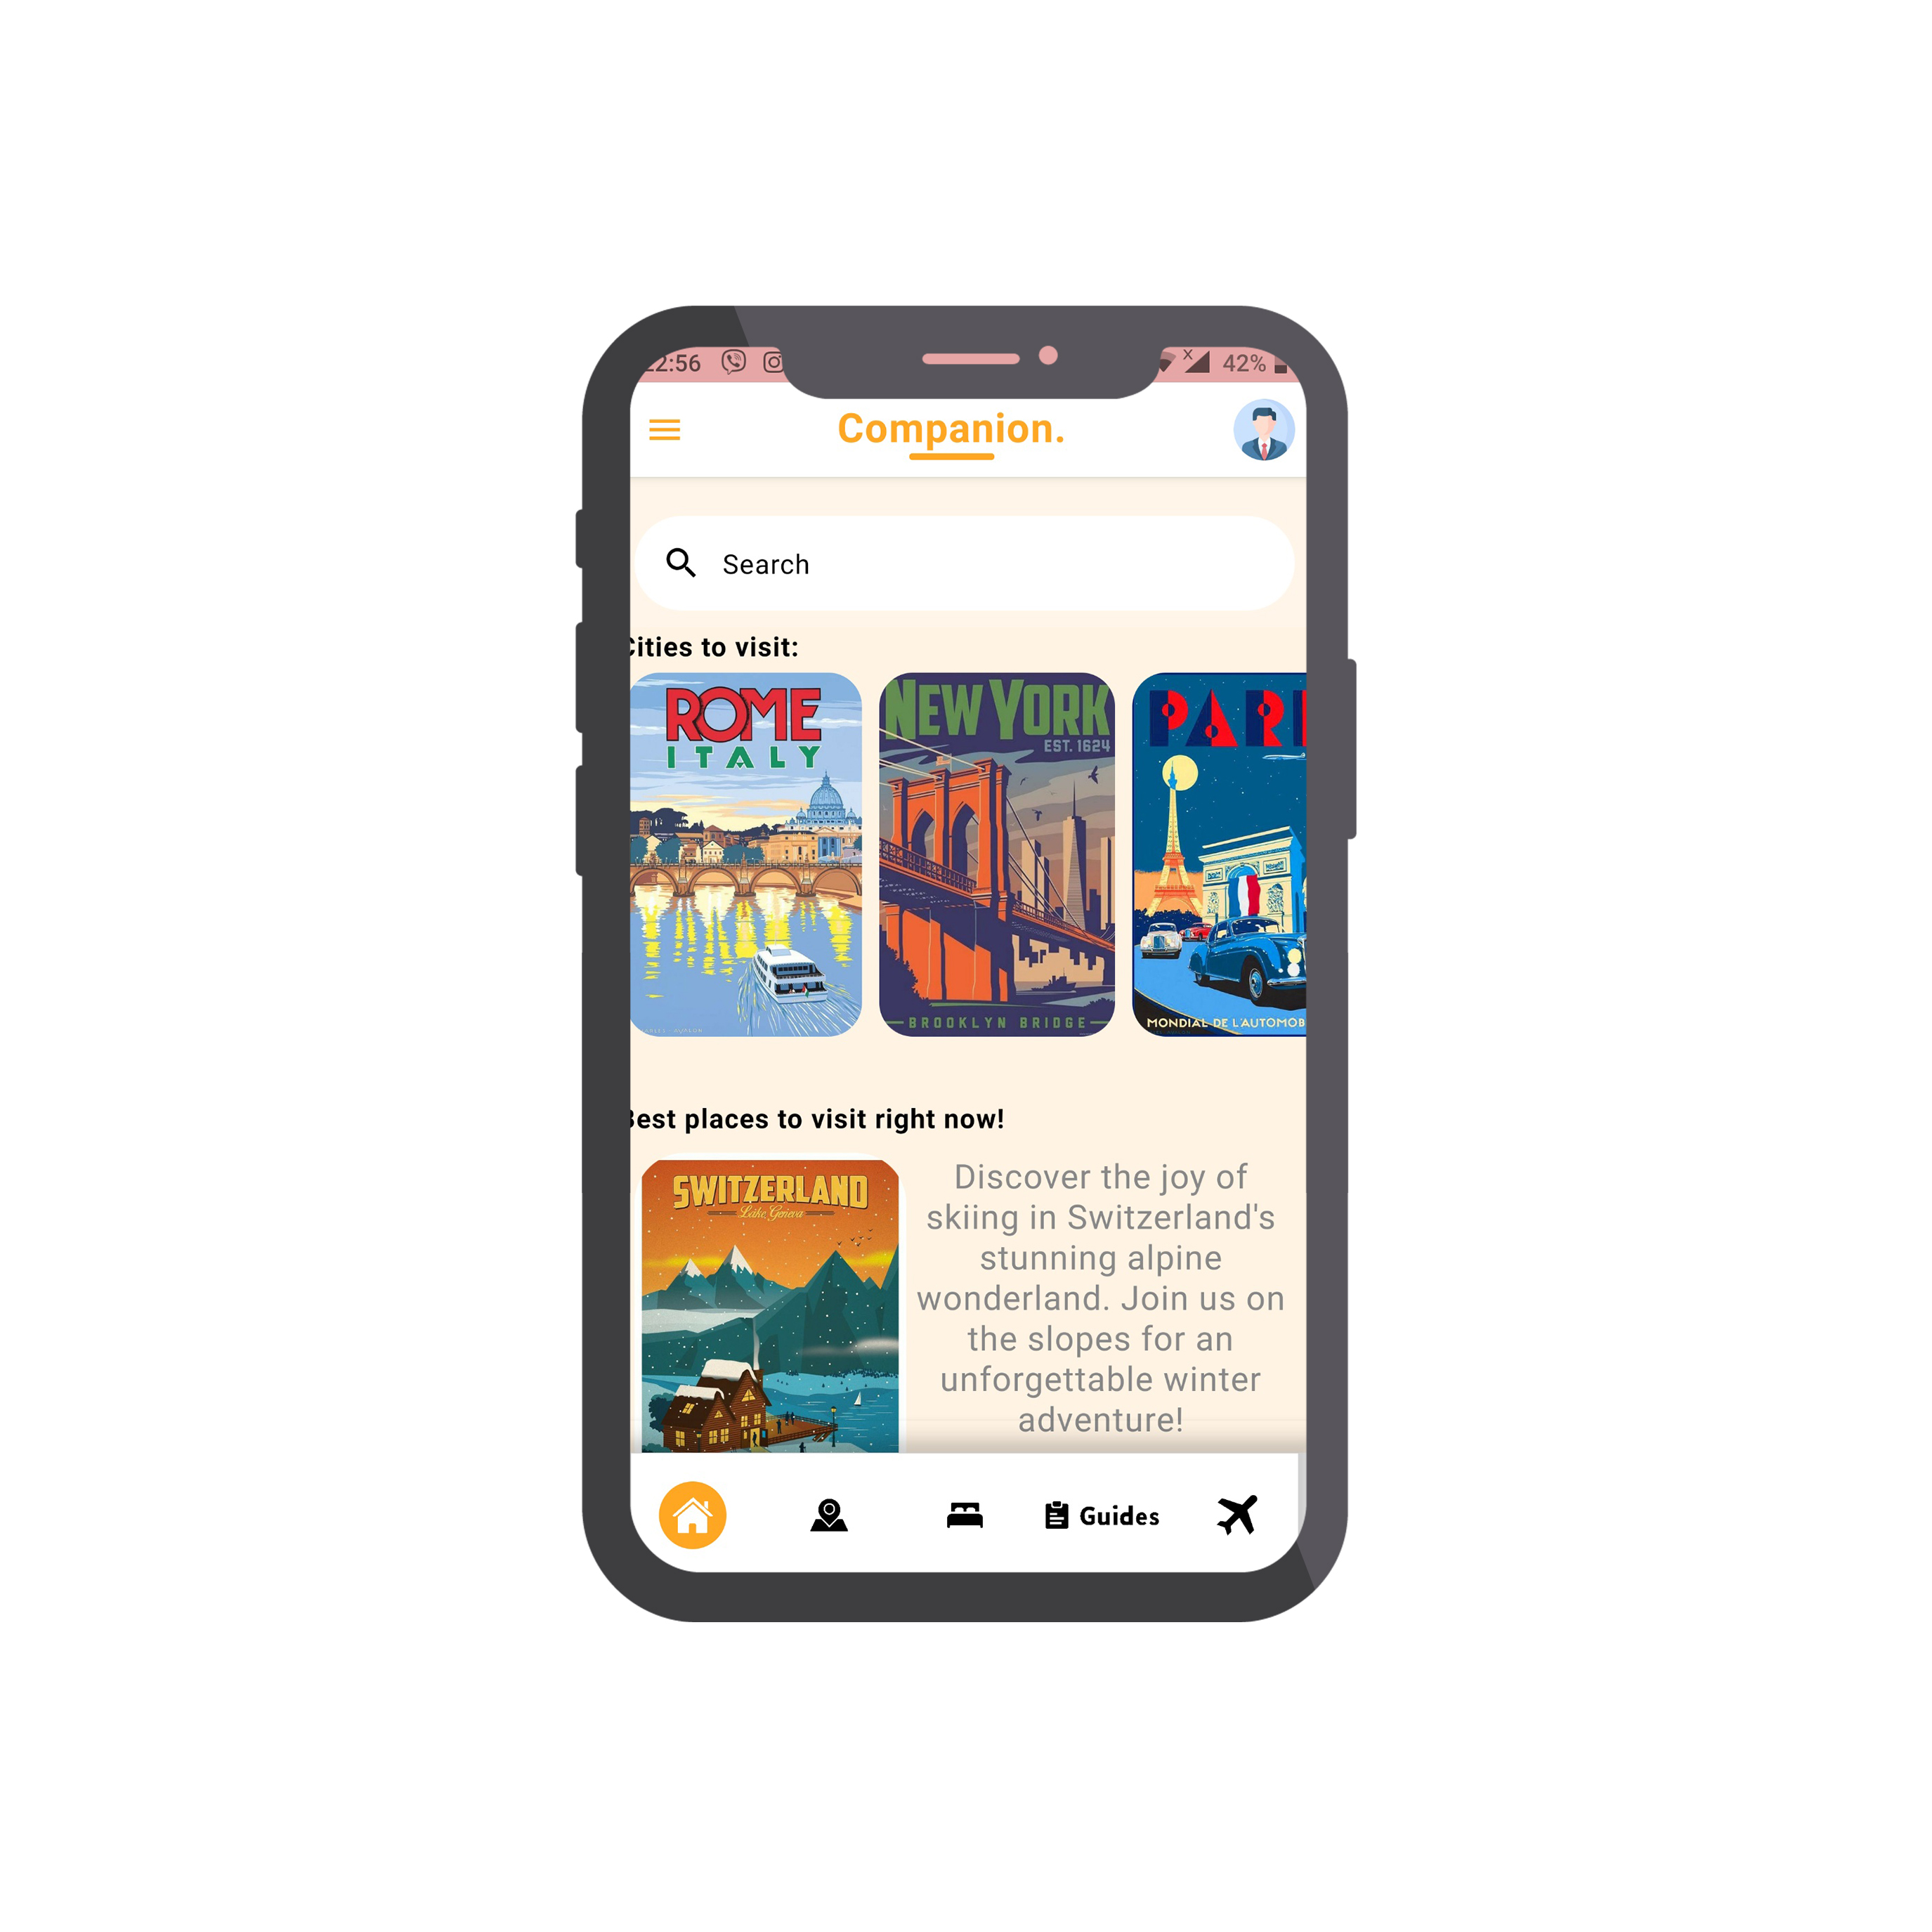 2:56
x
42%
Companion.
Search
Cities to visit:
ROME
ITALY
NEW YORK
EST. 1624
BROOKLYN BRIDGE
PARI
MONDIAL DE L'AUTOMOB
Best places to visit right now!
SWITZERLAND
Lake Geneva
Discover the joy of
skiing in Switzerland's
stunning alpine
wonderland. Join us on
the slopes for an
unforgettable winter
adventure!
Guides